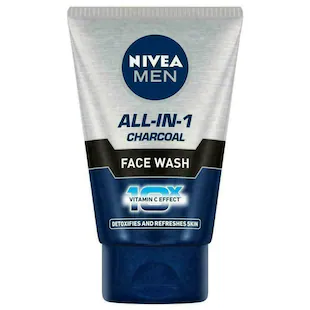 NIVEA
MEN
ALL-IN-1
CHARCOAL
FACE WASH
10X
VITAMIN C EFFECT
DETOXIFIES AND REFRESHES SKIN